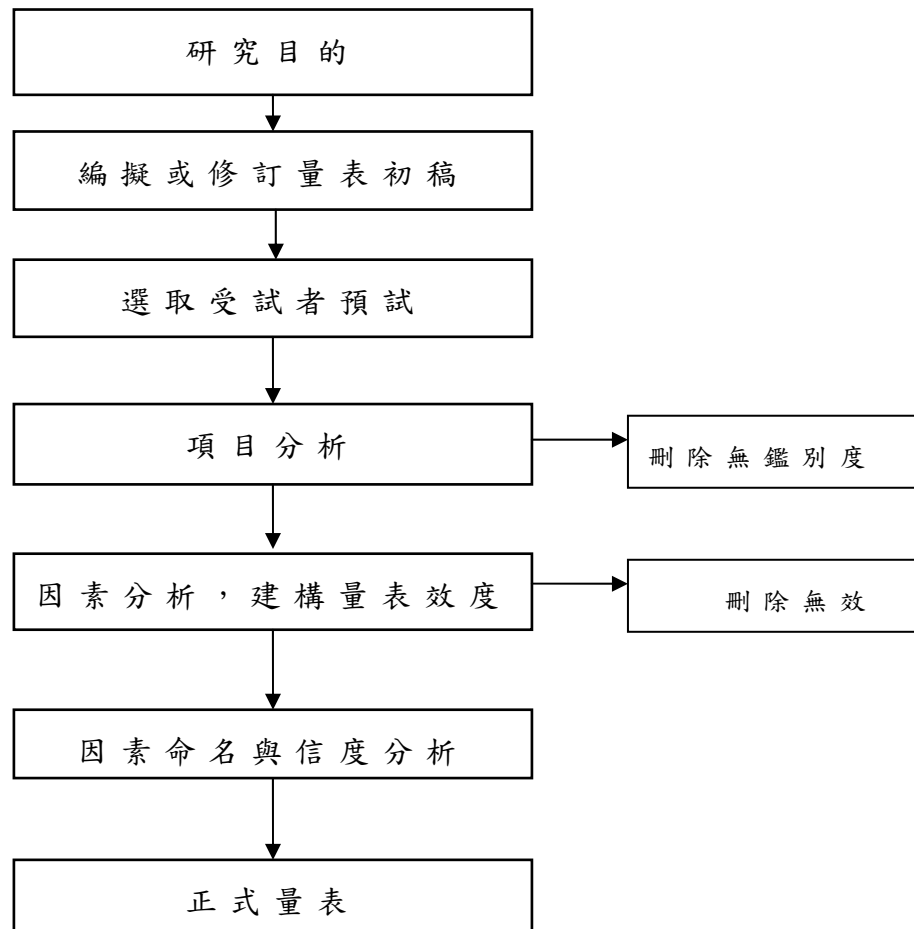 研究目的
編擬或修訂量表初稿
選取受試者預試
項目分析
刪除無鑑別度
因素分析，建構量表效度
刪除無效
因素命名與信度分析
正式量表